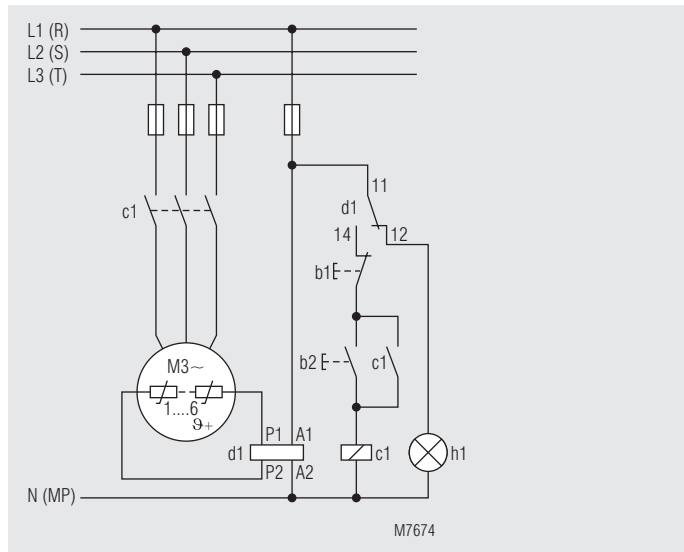 L1 (R)
L2 (S)
L3 (T)
c1
11
d1
14
12
b1
M3~
b2
c1
1....6
ϑ+
P1
A1
d1
c1
h1
P2
A2
N (MP)
M7674